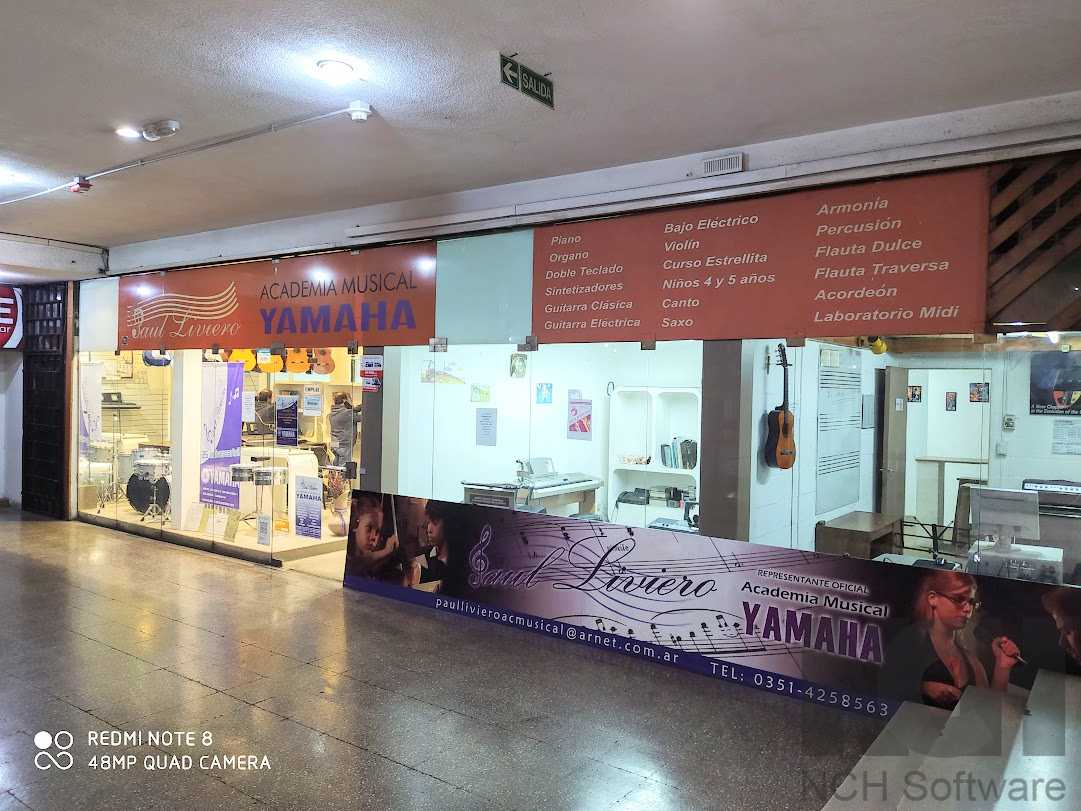 SALIDA
Saul Liviero
ACADEMIA MUSICAL
YAMAHA
Piano
Organo
Doble Teclado
Sintetizadores
Guitarra Clásica
Guitarra Eléctrica
Bajo Eléctrico
Violín
Curso Estrellita
Niños 4 y 5 años
Canto
Saxo
Armonía
Percusión
Flauta Dulce
Flauta Traversa
Acordeón
Laboratorio Midi
YAMAHA
YAMAHA
Saul Liviero
REPRESENTANTE OFICIAL
Academia Musical
YAMAHA
paullivieroacmusical@arnet.com.ar
TEL: 0351-4258563
REDMI NOTE 8
48MP QUAD CAMERA
NCH Software